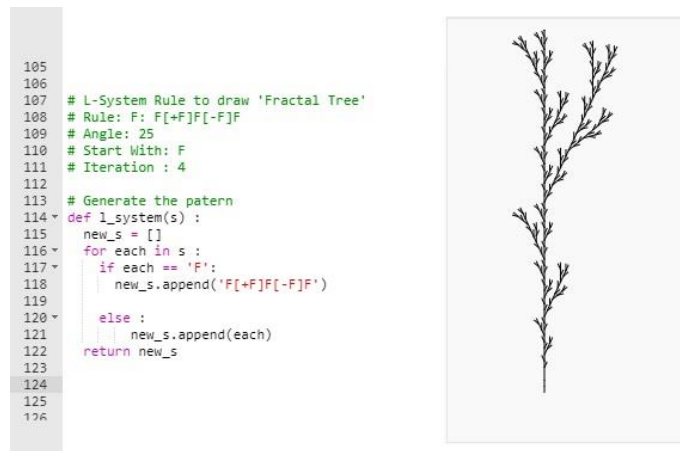 105
106
107 # L-System Rule to draw 'Fractal Tree'
108 # Rule: F: F[+F]F[-F]F
109 # Angle: 25
110 # Start With: F
111 # Iteration : 4
112
113 # Generate the patern
114 def l_system(s) :
115 new_s = []
116 for each in s :
117 if each == 'F':
118 new_s.append('F[+F]F[-F]F')
119
120 else :
121 new_s.append(each)
122 return new_s
123
124
125
126